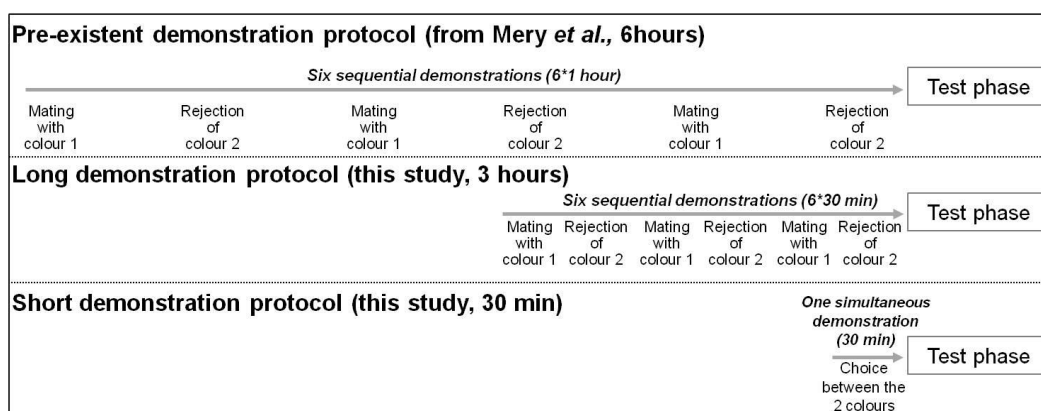 Pre-existent demonstration protocol (from Mery et al., 6hours)
Six sequential demonstrations (6*1 hour)
Test phase
Mating with colour 1
Rejection of colour 2
Mating with colour 1
Rejection of colour 2
Mating with colour 1
Rejection of colour 2
Long demonstration protocol (this study, 3 hours)
Six sequential demonstrations (6*30 min)
Test phase
Mating with colour 1
Rejection of colour 2
Mating with colour 1
Rejection of colour 2
Mating with colour 1
Rejection of colour 2
Short demonstration protocol (this study, 30 min)
One simultaneous
demonstration
(30 min)
Test phase
Choice
between the
2 colours